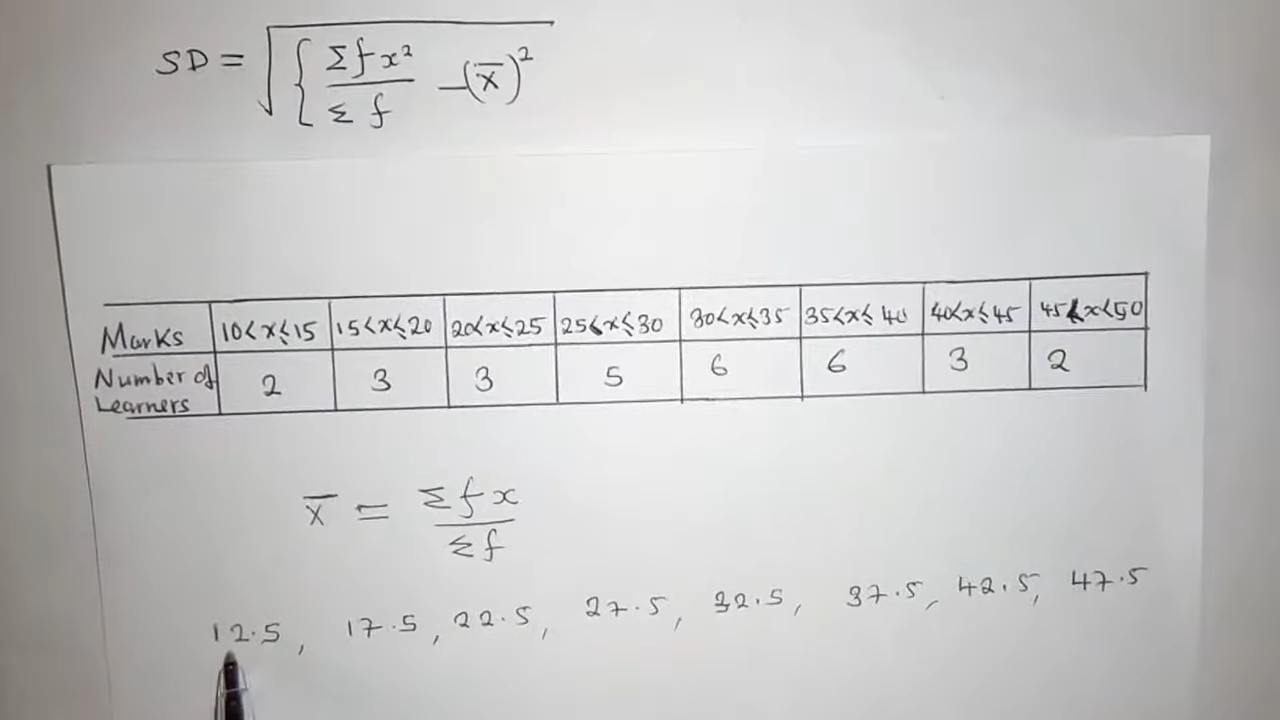 SD = √{ Σfx² / Σf − (x̄)²
Marks 10<x≤15 15<x≤20 20<x≤25 25<x≤30 30<x≤35 35<x≤40 40<x≤45 45<x<50
Number of Learners 2 3 3 5 6 6 3 2
x̄ = Σfx / Σf
12.5, 17.5, 22.5, 27.5, 32.5, 37.5, 42.5, 47.5